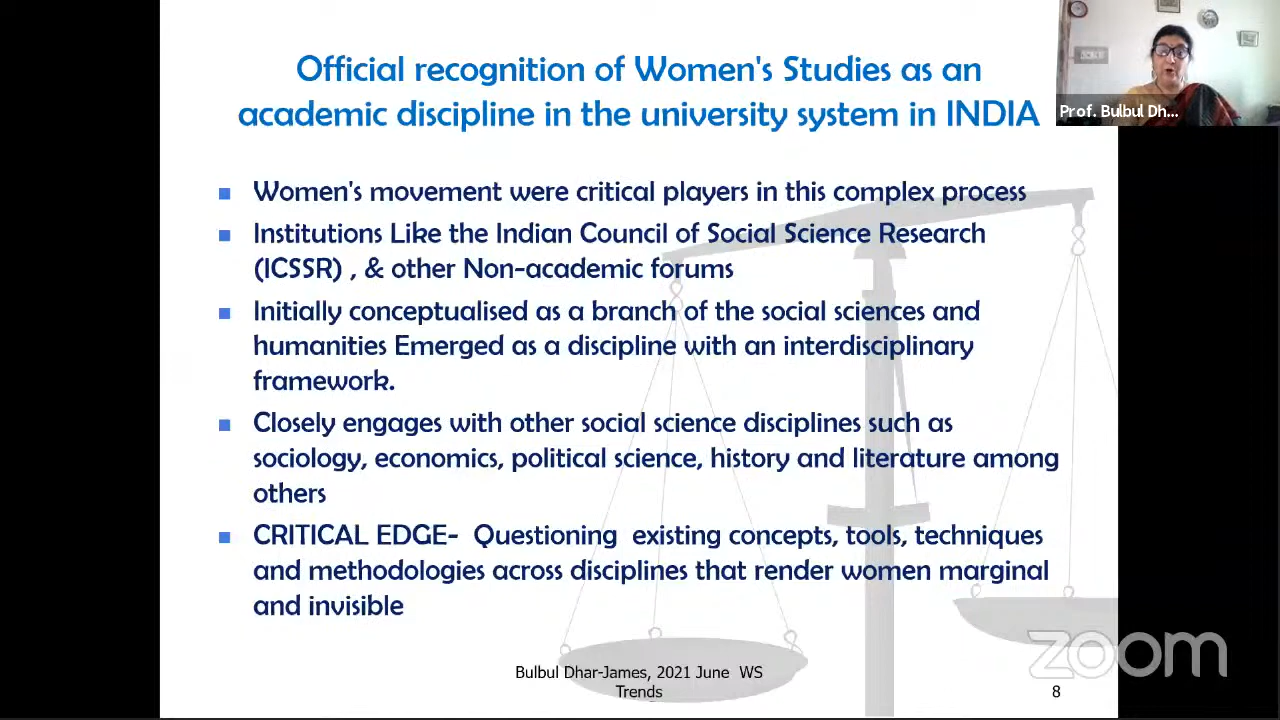 Official recognition of Women's Studies as an
academic discipline in the university system in INDIA
Prof. Bulbul Dh...
Women's movement were critical players in this complex process
Institutions Like the Indian Council of Social Science Research
(ICSSR) , & other Non-academic forums
Initially conceptualised as a branch of the social sciences and
humanities Emerged as a discipline with an interdisciplinary
framework.
Closely engages with other social science disciplines such as
sociology, economics, political science, history and literature among
others
CRITICAL EDGE- Questioning existing concepts, tools, techniques
and methodologies across disciplines that render women marginal
and invisible
zoom
Bulbul Dhar-James, 2021 June WS
Trends
8